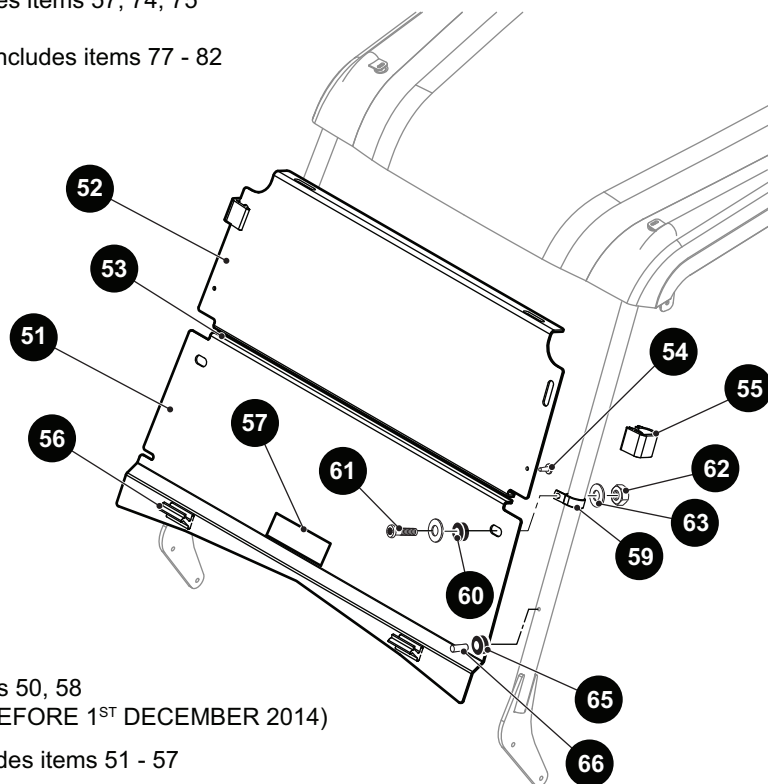 es items 57, 74, 75
ncludes items 77 - 82
52
53
51
54
55
56
57
61
62
63
59
60
65
66
s 50, 58
EFORE 1ST DECEMBER 2014)
des items 51 - 57